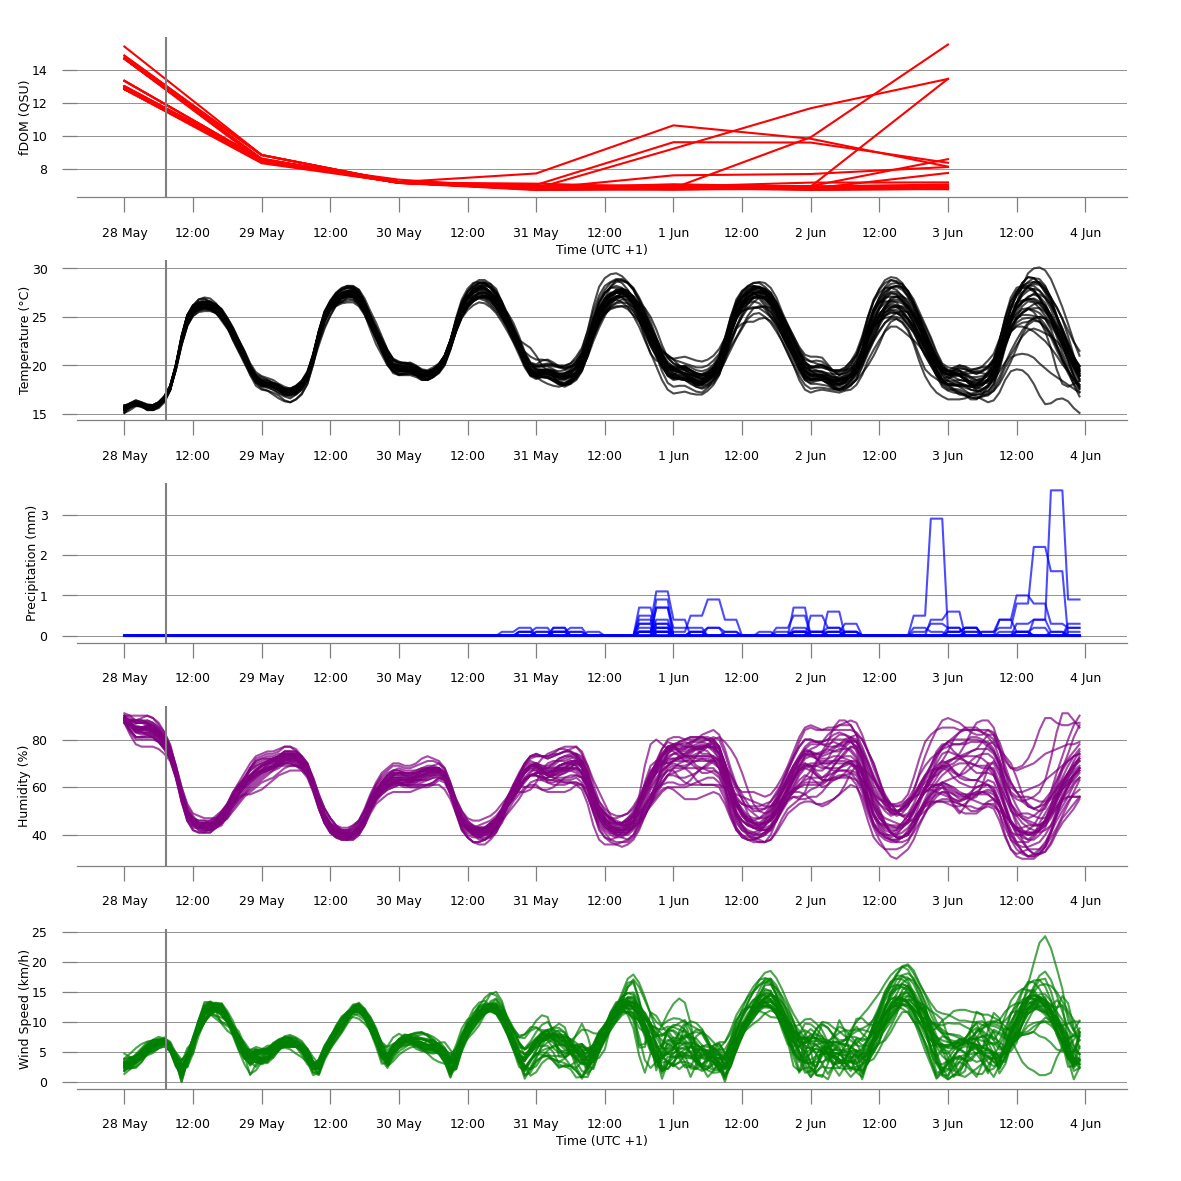 14
12
10
8
fDOM (QSU)
28 May 12:00 29 May 12:00 30 May 12:00 31 May 12:00 1 Jun 12:00 2 Jun 12:00 3 Jun 12:00 4 Jun
Time (UTC +1)
30
25
20
15
Temperature (°C)
28 May 12:00 29 May 12:00 30 May 12:00 31 May 12:00 1 Jun 12:00 2 Jun 12:00 3 Jun 12:00 4 Jun
3
2
1
0
Precipitation (mm)
28 May 12:00 29 May 12:00 30 May 12:00 31 May 12:00 1 Jun 12:00 2 Jun 12:00 3 Jun 12:00 4 Jun
80
60
40
Humidity (%)
28 May 12:00 29 May 12:00 30 May 12:00 31 May 12:00 1 Jun 12:00 2 Jun 12:00 3 Jun 12:00 4 Jun
25
20
15
10
5
0
Wind Speed (km/h)
28 May 12:00 29 May 12:00 30 May 12:00 31 May 12:00 1 Jun 12:00 2 Jun 12:00 3 Jun 12:00 4 Jun
Time (UTC +1)